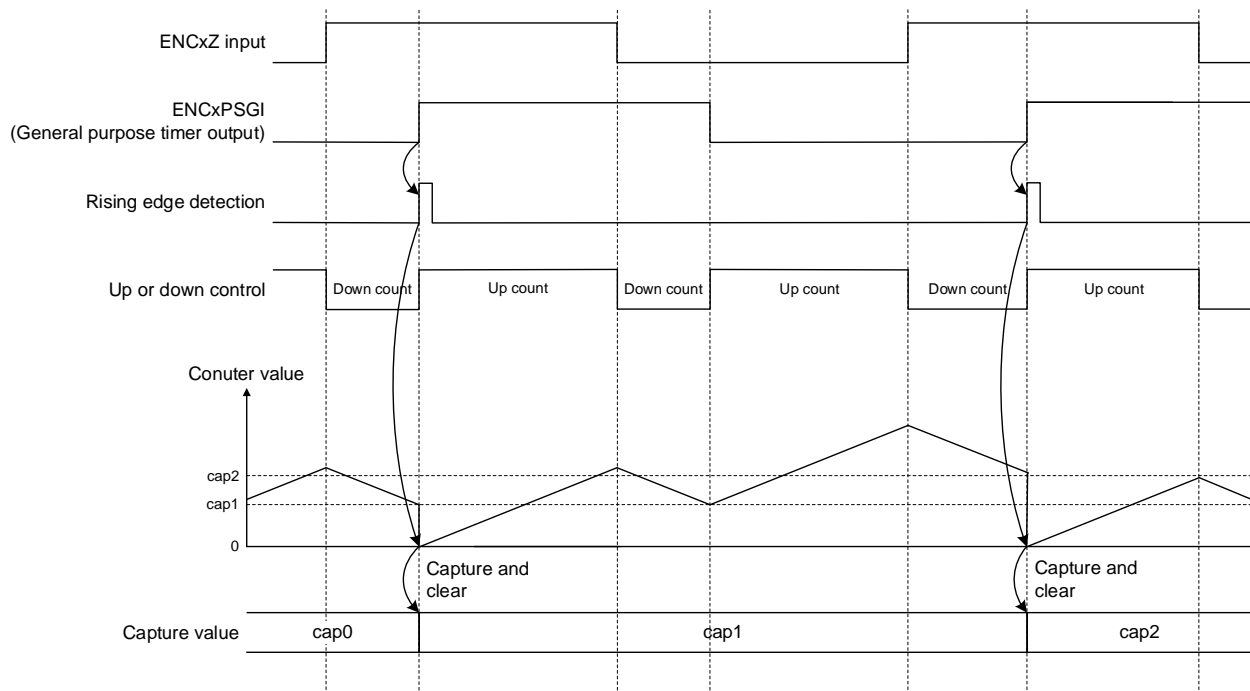 ENCxZ input
ENCxPSGI
(General purpose timer output)
Rising edge detection
Up or down control
Down count
Up count
Down count
Up count
Down count
Up count
Conuter value
cap2
cap1
0
Capture and
clear
Capture and
clear
Capture value
cap0
cap1
cap2